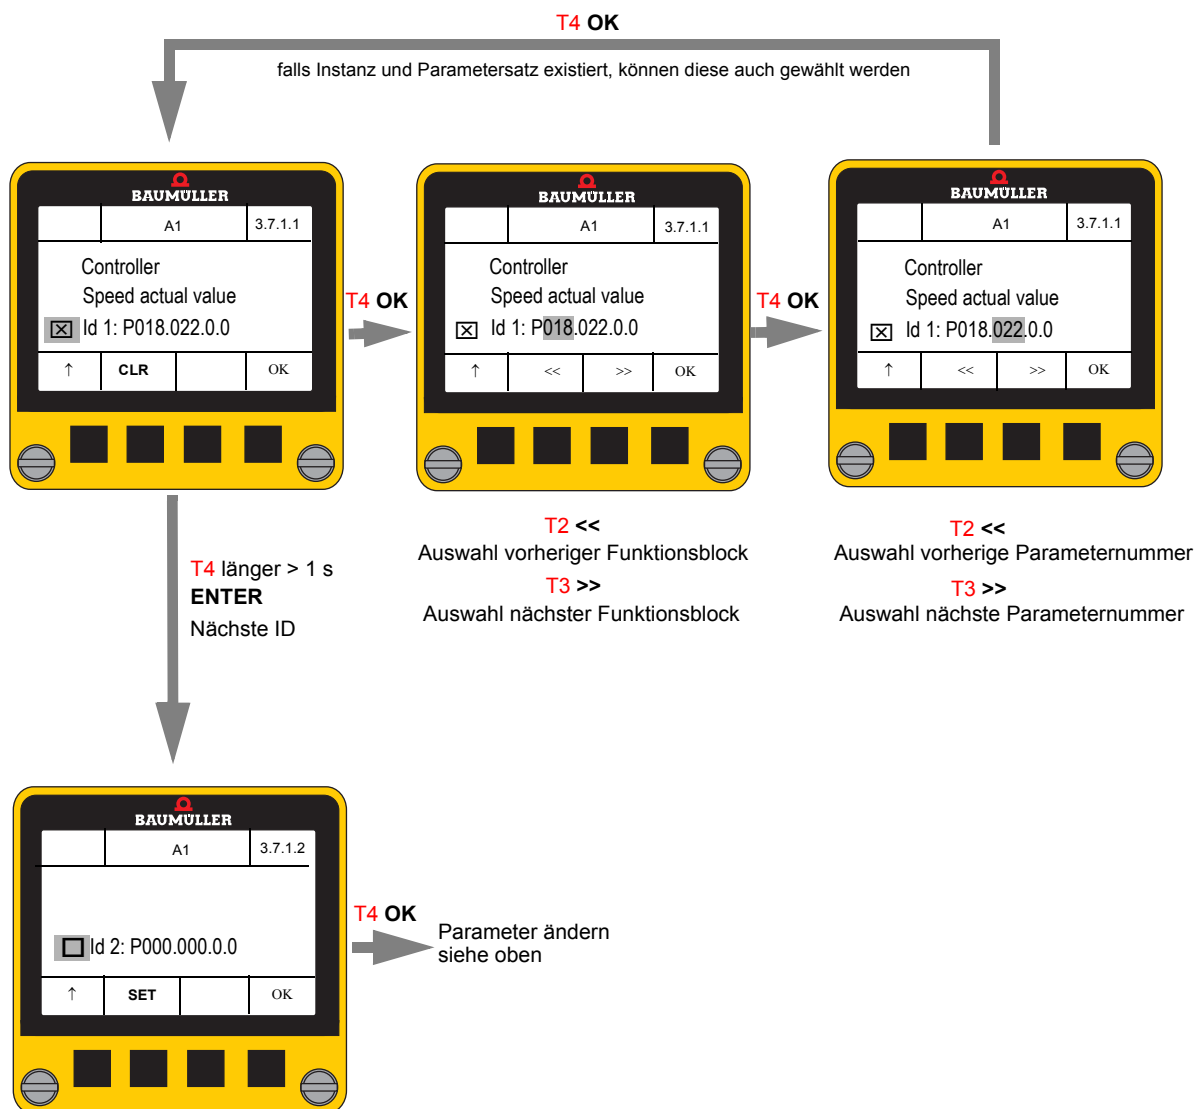 T4 OK
falls Instanz und Parametersatz existiert, können diese auch gewählt werden
BAUMÜLLER
A1 3.7.1.1
Controller
Speed actual value
☒ Id 1: P018.022.0.0
↑ CLR OK
T4 OK
BAUMÜLLER
A1 3.7.1.1
Controller
Speed actual value
☒ Id 1: P018.022.0.0
↑ << >> OK
T4 OK
BAUMÜLLER
A1 3.7.1.1
Controller
Speed actual value
☒ Id 1: P018.022.0.0
↑ << >> OK
T2 <<
Auswahl vorheriger Funktionsblock
T3 >>
Auswahl nächster Funktionsblock
T2 <<
Auswahl vorherige Parameternummer
T3 >>
Auswahl nächste Parameternummer
T4 länger > 1 s
ENTER
Nächste ID
BAUMÜLLER
A1 3.7.1.2
☐ Id 2: P000.000.0.0
↑ SET OK
T4 OK
Parameter ändern
siehe oben